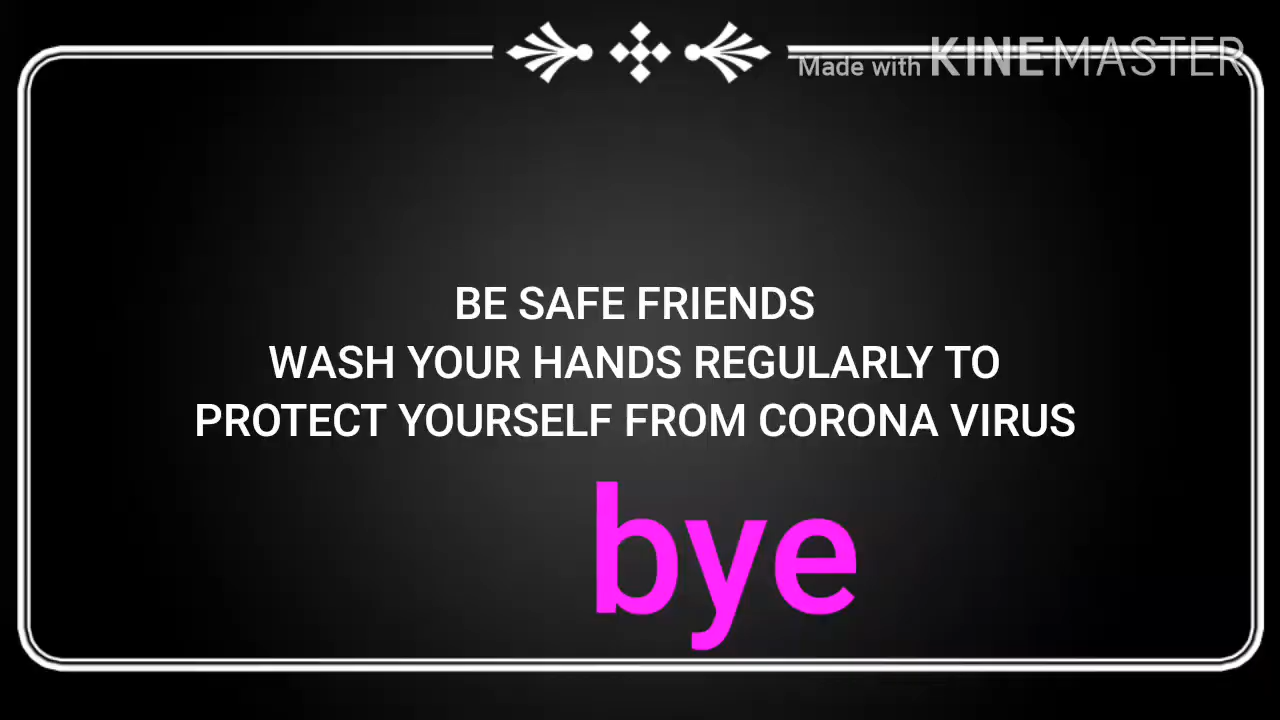 Made with KINEMASTER
BE SAFE FRIENDS
WASH YOUR HANDS REGULARLY TO
PROTECT YOURSELF FROM CORONA VIRUS
bye